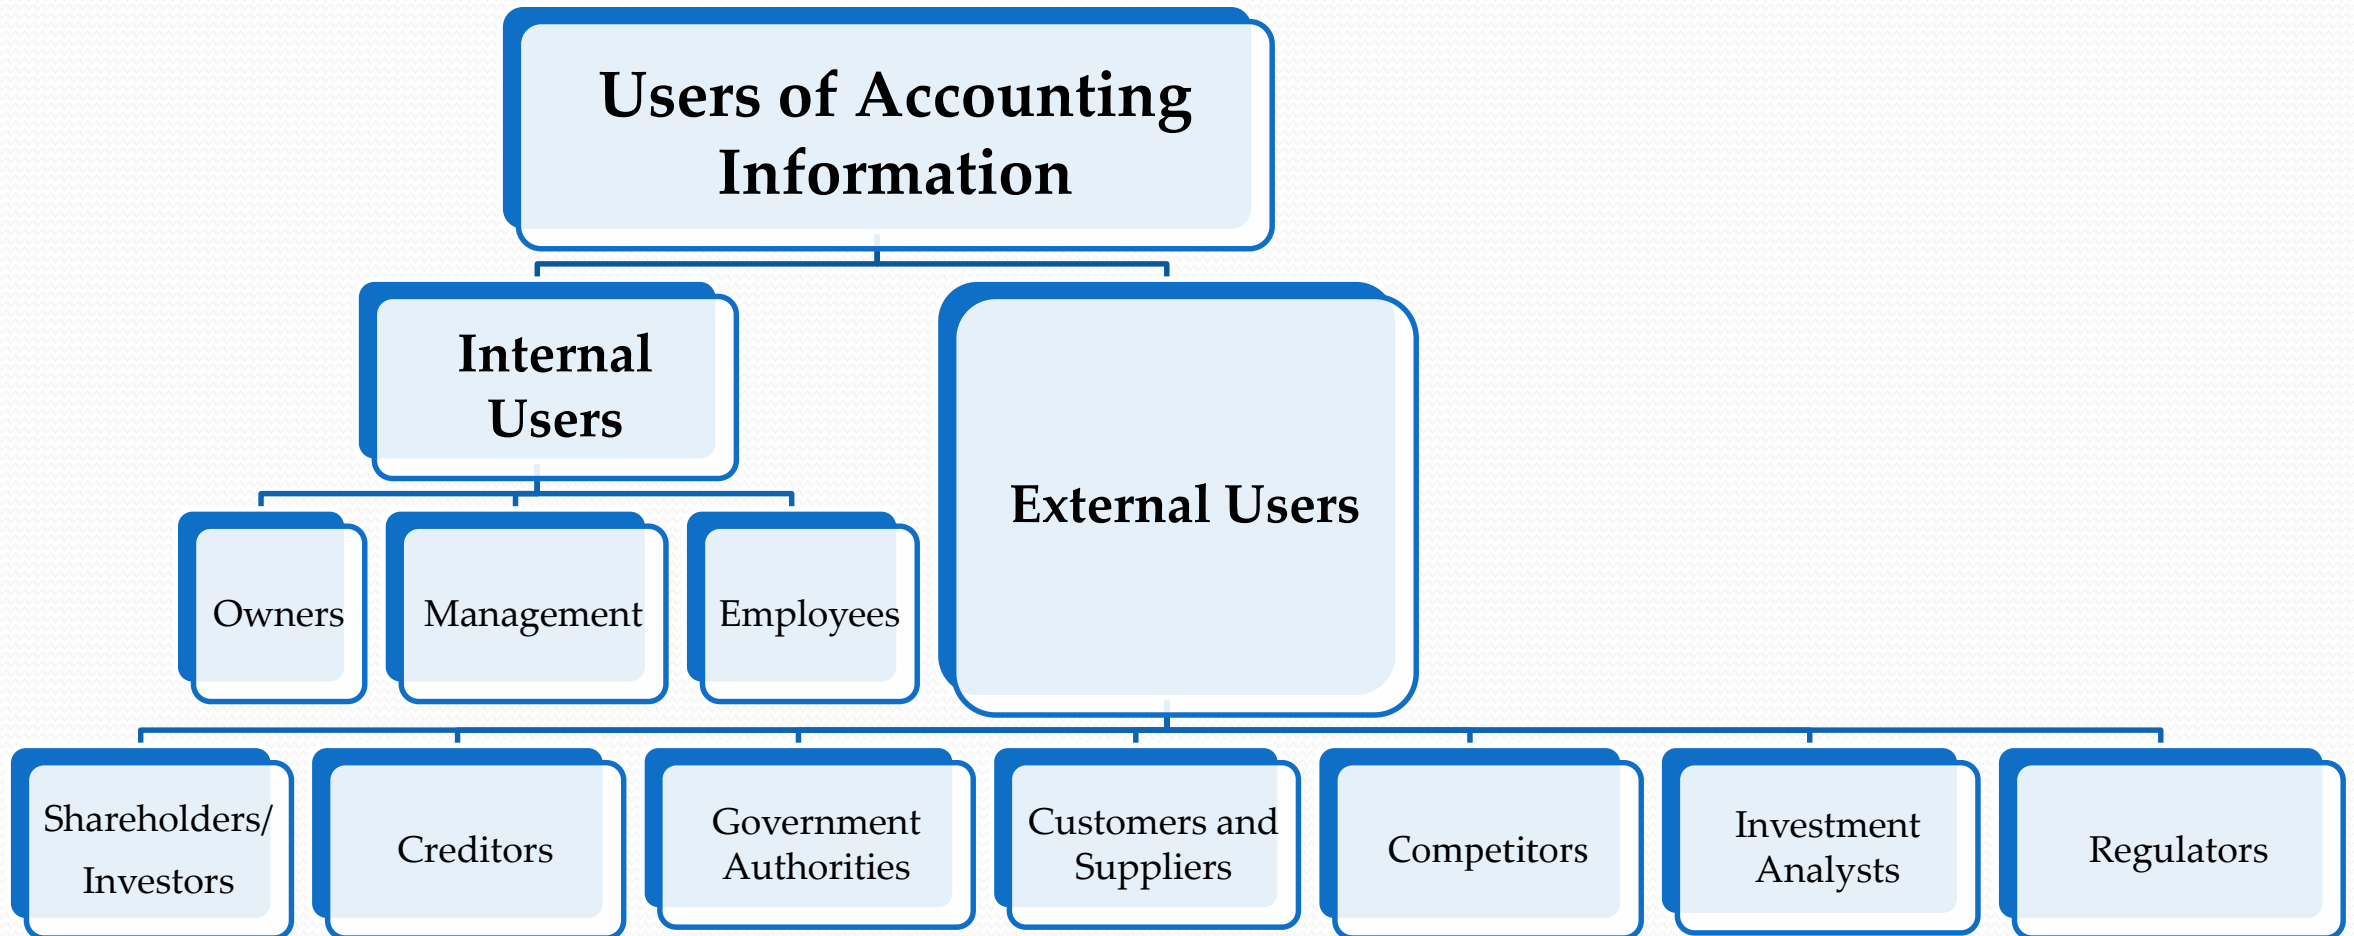 Users of Accounting
Information
Internal
Users
External Users
Owners
Management
Employees
Shareholders/
Investors
Creditors
Government
Authorities
Customers and
Suppliers
Competitors
Investment
Analysts
Regulators